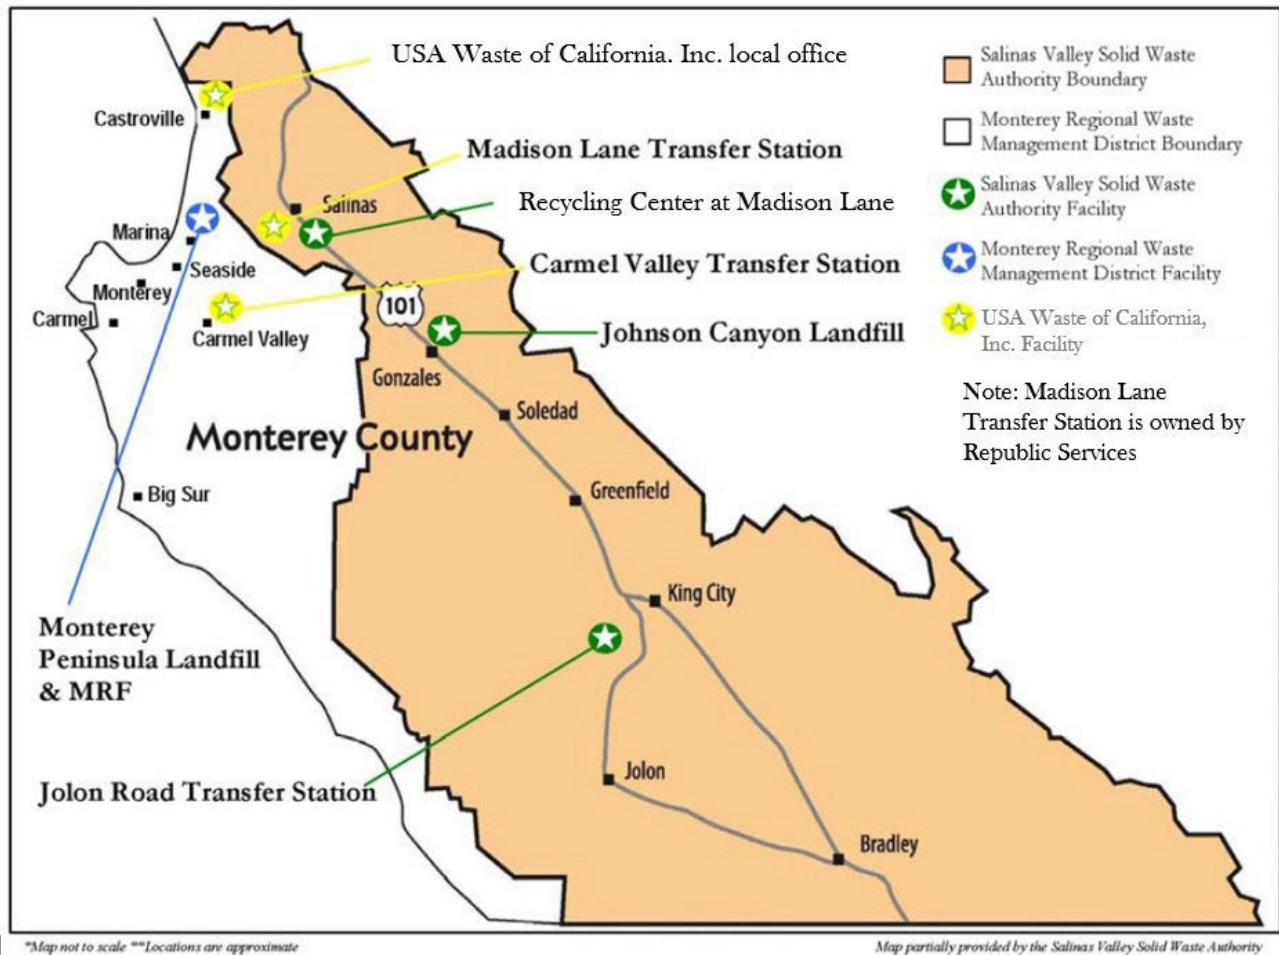 USA Waste of California. Inc. local office
Castroville
Madison Lane Transfer Station
Salinas
Recycling Center at Madison Lane
Marina
Seaside
Carmel Valley Transfer Station
Monterey
Carmel
Carmel Valley
101
Johnson Canyon Landfill
Gonzales
Soledad
Monterey County
Greenfield
Big Sur
King City
Monterey
Peninsula Landfill
& MRF
Jolon Road Transfer Station
Jolon
Bradley
Salinas Valley Solid Waste
Authority Boundary
Monterey Regional Waste
Management District Boundary
Salinas Valley Solid Waste
Authority Facility
Monterey Regional Waste
Management District Facility
USA Waste of California,
Inc. Facility
Note: Madison Lane
Transfer Station is owned by
Republic Services
*Map not to scale **Locations are approximate
Map partially provided by the Salinas Valley Solid Waste Authority